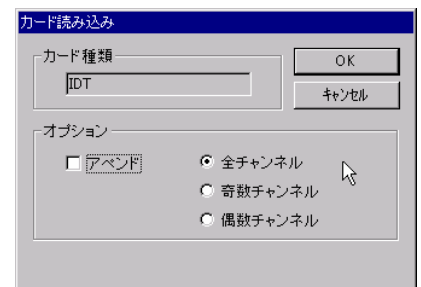 カード読み込み
カード種類
IDT
OK
キャンセル
オプション
アペンド
全チャンネル
奇数チャンネル
偶数チャンネル